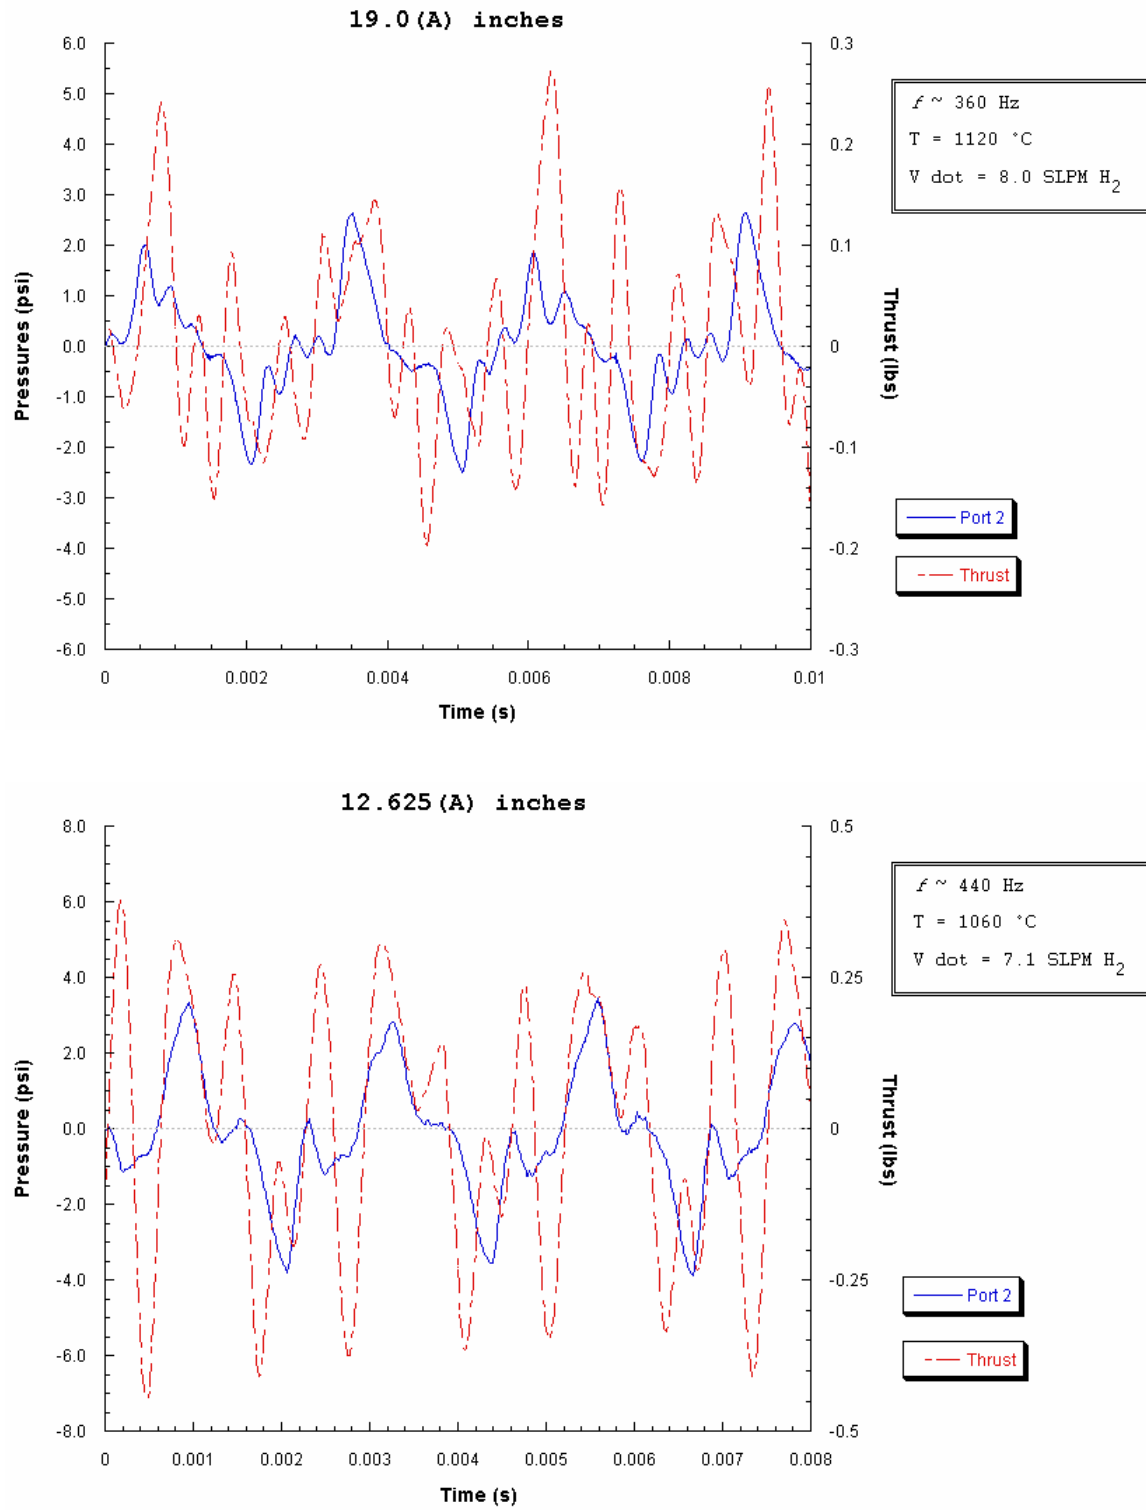 19.0(A) inches
6.0
5.0
4.0
3.0
2.0
1.0
0.0
-1.0
-2.0
-3.0
-4.0
-5.0
-6.0
Pressures (psi)
0.3
0.2
0.1
0
-0.1
-0.2
-0.3
Thrust (lbs)
0
0.002
0.004
0.006
0.008
0.01
Time (s)
f ~ 360 Hz
T = 1120 °C
V dot = 8.0 SLPM H2
Port 2
Thrust
12.625(A) inches
8.0
6.0
4.0
2.0
0.0
-2.0
-4.0
-6.0
-8.0
Pressure (psi)
0.5
0.25
0
-0.25
-0.5
Thrust (lbs)
0
0.001
0.002
0.003
0.004
0.005
0.006
0.007
0.008
Time (s)
f ~ 440 Hz
T = 1060 °C
V dot = 7.1 SLPM H2
Port 2
Thrust